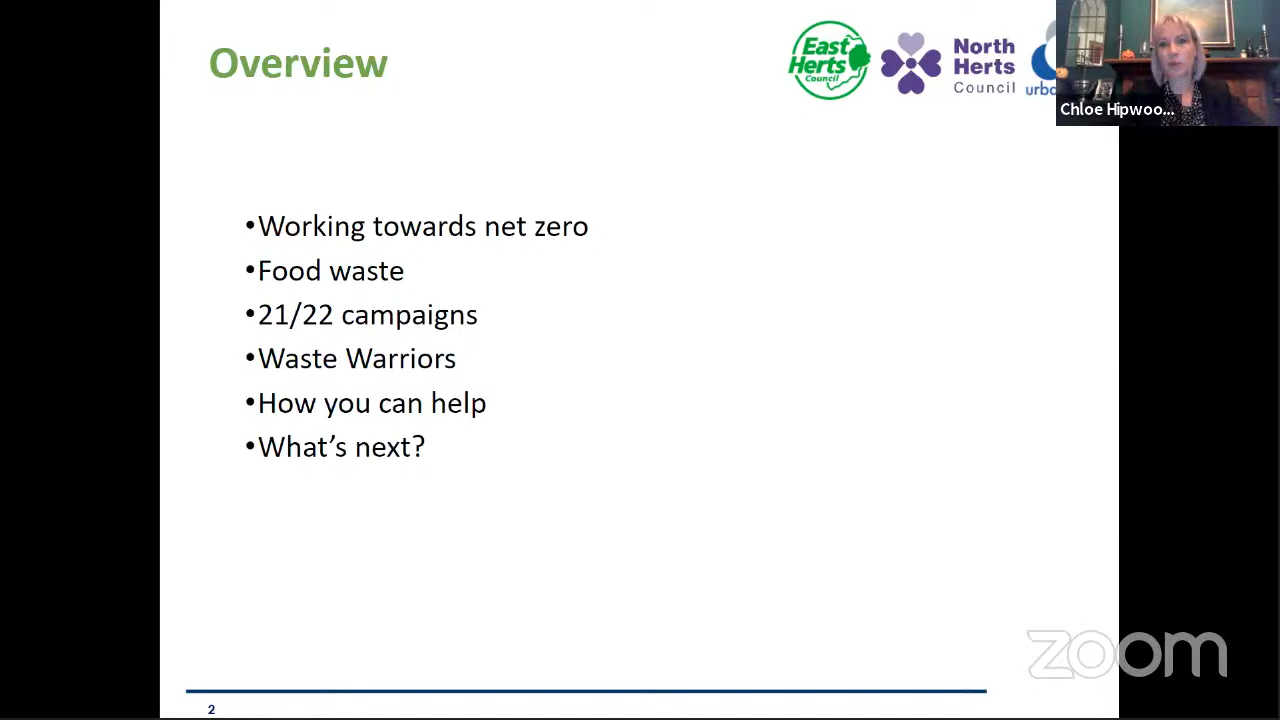 Overview
East
Herts
Council
North
Herts
Council
Chloe Hipwoo...
•Working towards net zero
•Food waste
•21/22 campaigns
•Waste Warriors
•How you can help
•What’s next?
zoom
2